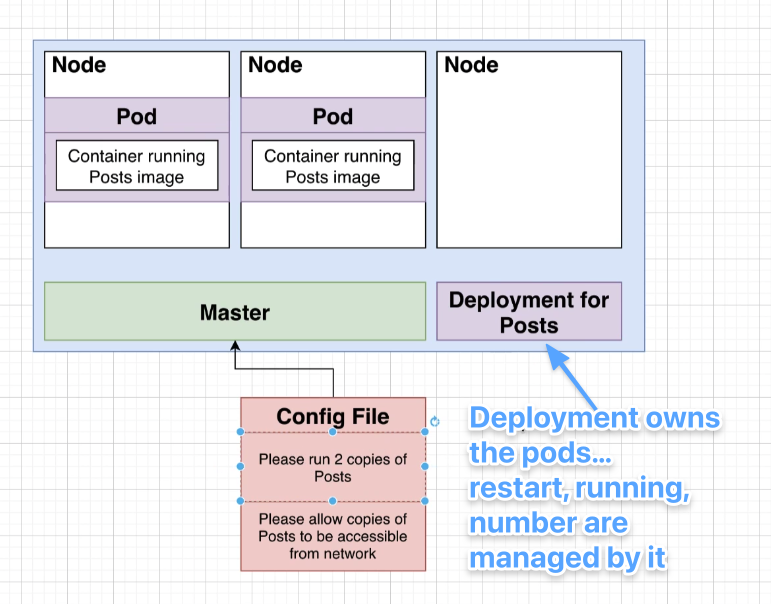 Node
Node
Node
Pod
Pod
Container running
Posts image
Container running
Posts image
Master
Deployment for
Posts
Config File
Please run 2 copies of
Posts
Please allow copies of
Posts to be accessible
from network
Deployment owns
the pods...
restart, running,
number are
managed by it